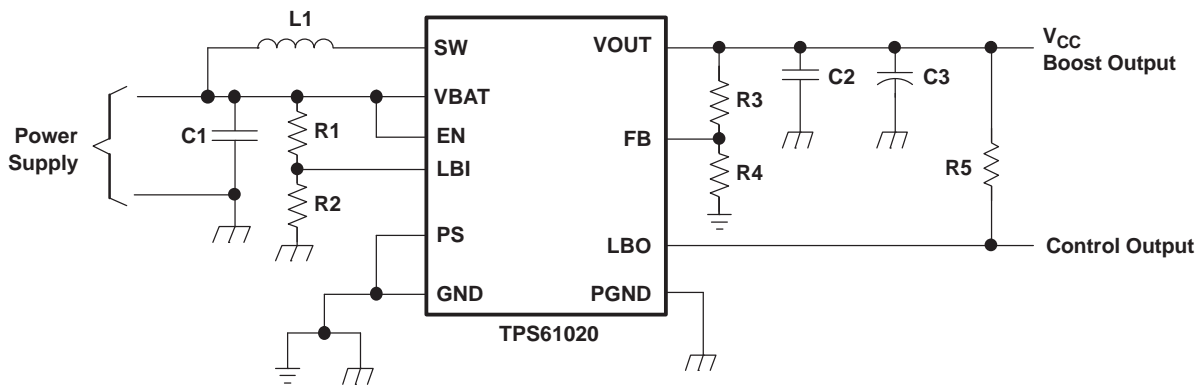 L1
SW
VOUT
VCC
Boost Output
C2
C3
VBAT
R3
Power
Supply
C1
R1
EN
FB
LBI
R4
R5
R2
PS
LBO
Control Output
GND
PGND
TPS61020